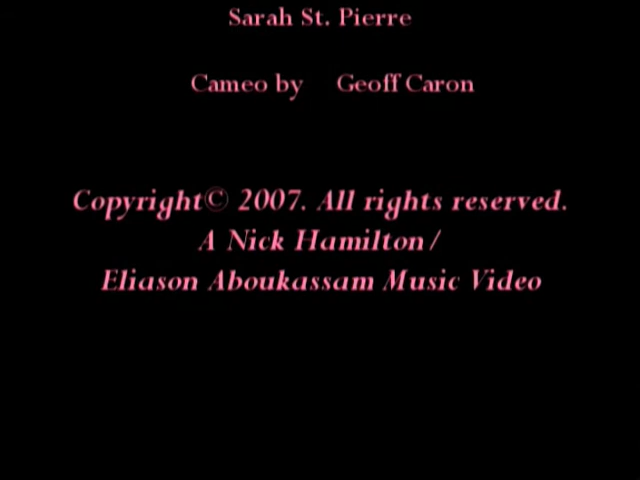 Sarah St. Pierre
Cameo by Geoff Caron
Copyright© 2007. All rights reserved.
A Nick Hamilton /
Eliason Aboukassam Music Video